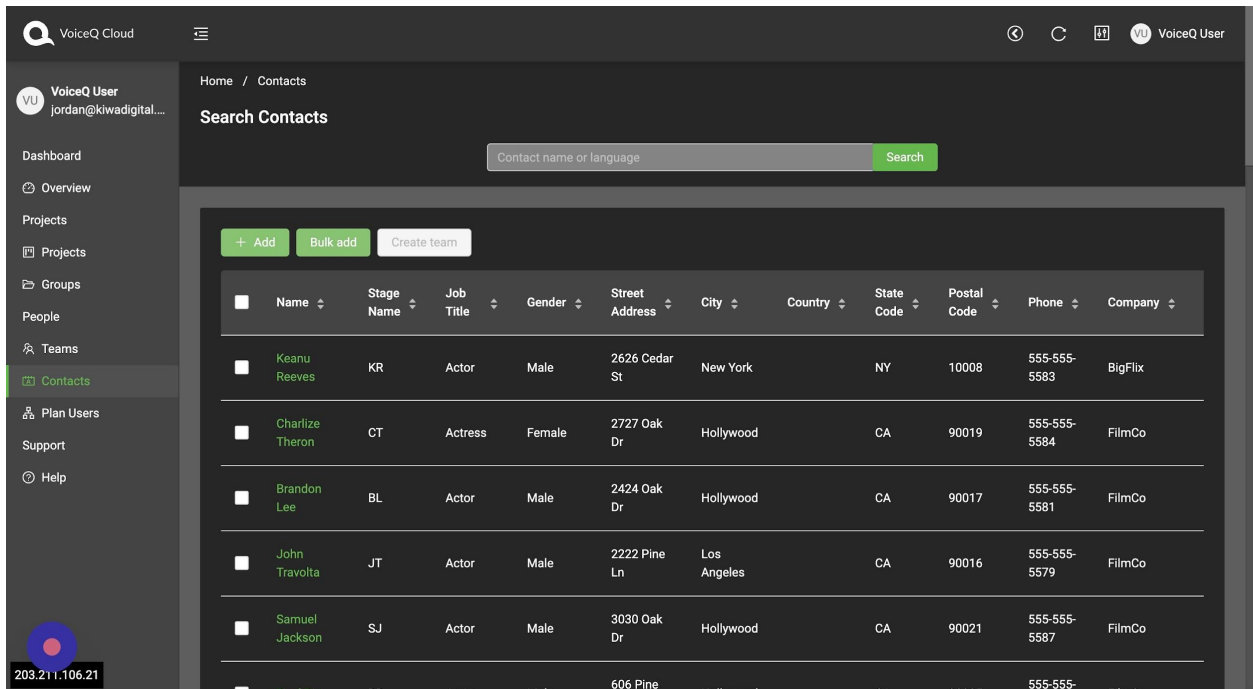 VoiceQ Cloud
VU VoiceQ User
VU
VoiceQ User
jordan@kiwadigital....
Dashboard
Overview
Projects
Projects
Groups
People
Teams
Contacts
Plan Users
Support
Help
203.211.106.21
Home / Contacts
Search Contacts
Contact name or language Search
+ Add Bulk add Create team
Name Stage Name Job Title Gender Street Address City Country State Code Postal Code Phone Company
Keanu Reeves KR Actor Male 2626 Cedar St New York NY 10008 555-555-5583 BigFlix
Charlize Theron CT Actress Female 2727 Oak Dr Hollywood CA 90019 555-555-5584 FilmCo
Brandon Lee BL Actor Male 2424 Oak Dr Hollywood CA 90017 555-555-5581 FilmCo
John Travolta JT Actor Male 2222 Pine Ln Los Angeles CA 90016 555-555-5579 FilmCo
Samuel Jackson SJ Actor Male 3030 Oak Dr Hollywood CA 90021 555-555-5587 FilmCo
606 Pine 555-555-